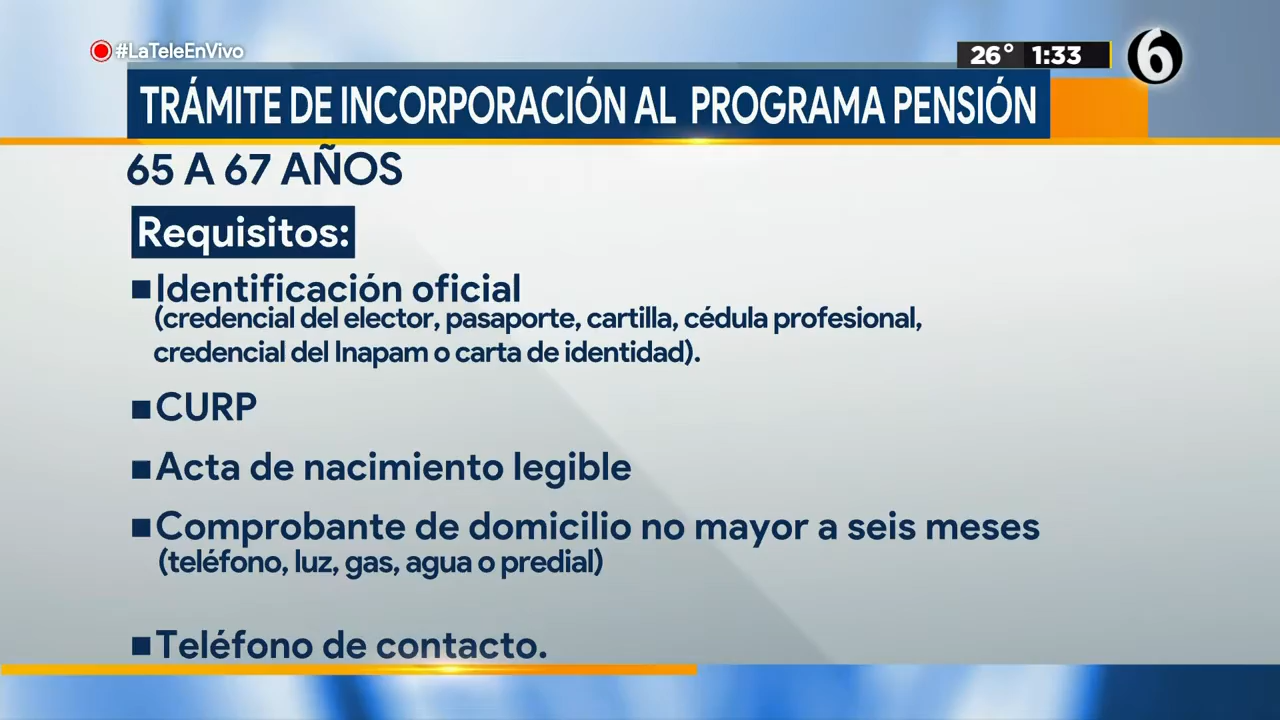 #LaTeleEnVivo
26° 1:33
6
TRÁMITE DE INCORPORACIÓN AL PROGRAMA PENSIÓN
65 A 67 AÑOS
Requisitos:
■Identificación oficial
(credencial del elector, pasaporte, cartilla, cédula profesional,
credencial del Inapam o carta de identidad).
■CURP
■Acta de nacimiento legible
■Comprobante de domicilio no mayor a seis meses
(teléfono, luz, gas, agua o predial)
■Teléfono de contacto.